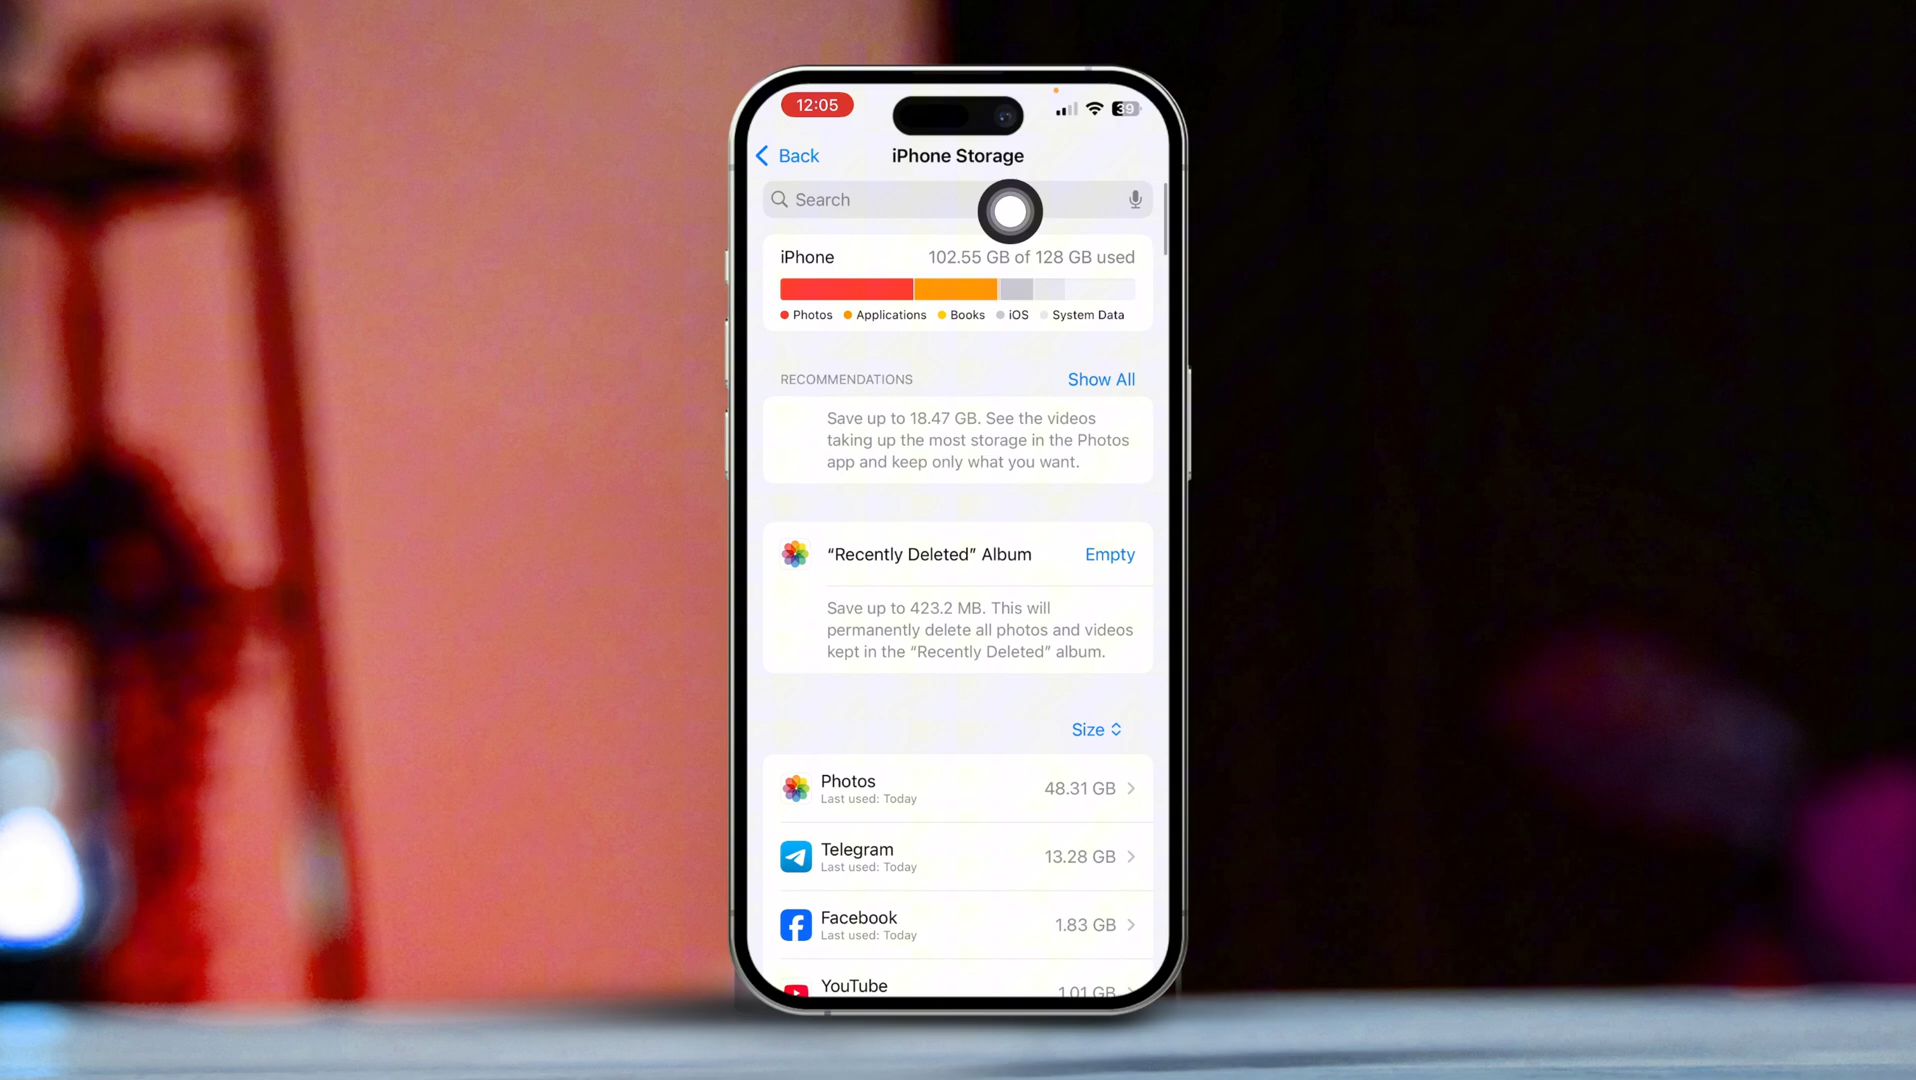 12:05
39
Back
iPhone Storage
Search
iPhone
102.55 GB of 128 GB used
Photos Applications Books iOS System Data
RECOMMENDATIONS
Show All
Save up to 18.47 GB. See the videos
taking up the most storage in the Photos
app and keep only what you want.
“Recently Deleted” Album
Empty
Save up to 423.2 MB. This will
permanently delete all photos and videos
kept in the “Recently Deleted” album.
Size
Photos
Last used: Today
48.31 GB
Telegram
Last used: Today
13.28 GB
Facebook
Last used: Today
1.83 GB
YouTube
1.01 GB